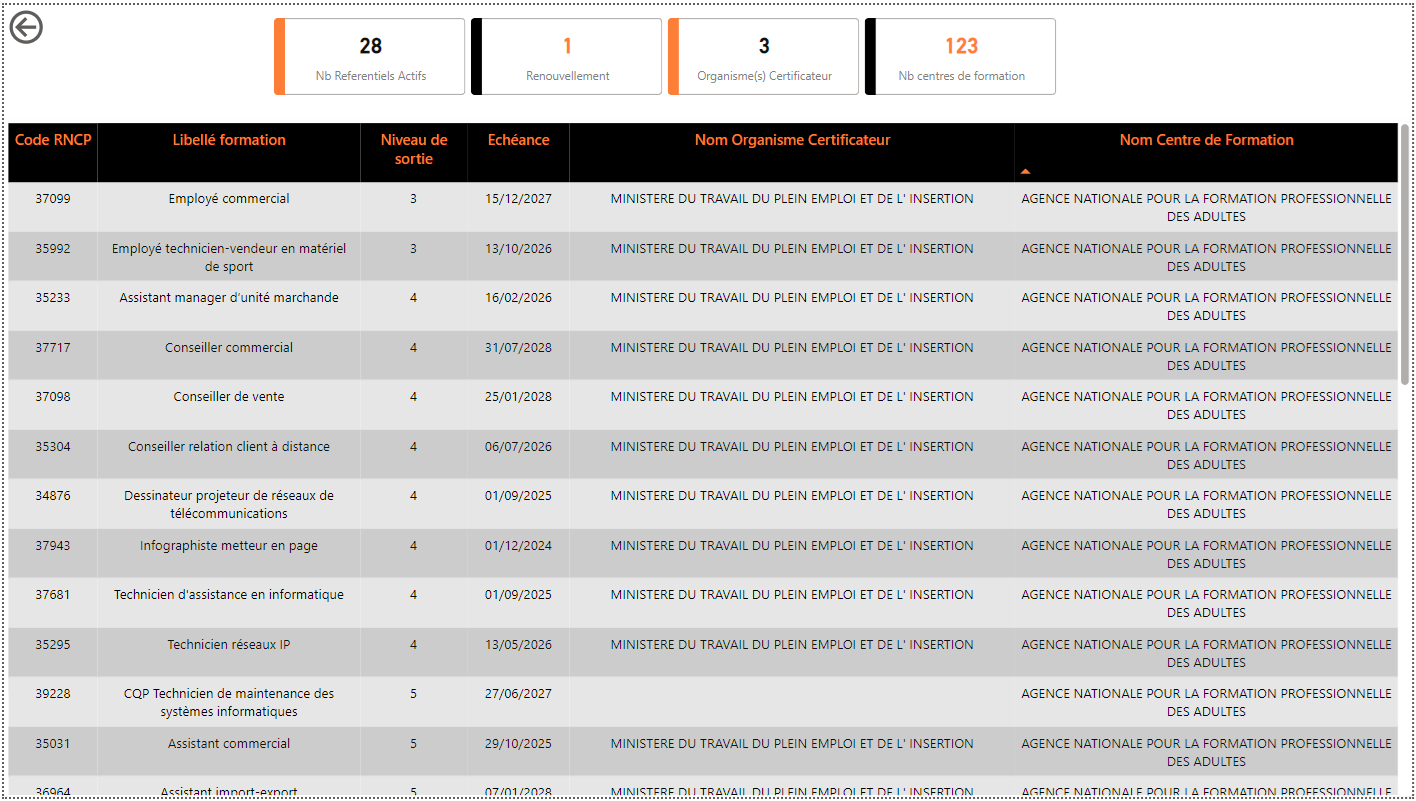 28
Nb Referentiels Actifs
1
Renouvellement
3
Organisme(s) Certificateur
123
Nb centres de formation
Code RNCP Libellé formation Niveau de sortie Echéance Nom Organisme Certificateur Nom Centre de Formation
37099 Employé commercial 3 15/12/2027 MINISTERE DU TRAVAIL DU PLEIN EMPLOI ET DE L' INSERTION AGENCE NATIONALE POUR LA FORMATION PROFESSIONNELLE
DES ADULTES
35992 Employé technicien-vendeur en matériel 3 13/10/2026 MINISTERE DU TRAVAIL DU PLEIN EMPLOI ET DE L' INSERTION AGENCE NATIONALE POUR LA FORMATION PROFESSIONNELLE
de sport DES ADULTES
35233 Assistant manager d'unité marchande 4 16/02/2026 MINISTERE DU TRAVAIL DU PLEIN EMPLOI ET DE L' INSERTION AGENCE NATIONALE POUR LA FORMATION PROFESSIONNELLE
DES ADULTES
37717 Conseiller commercial 4 31/07/2028 MINISTERE DU TRAVAIL DU PLEIN EMPLOI ET DE L' INSERTION AGENCE NATIONALE POUR LA FORMATION PROFESSIONNELLE
DES ADULTES
37098 Conseiller de vente 4 25/01/2028 MINISTERE DU TRAVAIL DU PLEIN EMPLOI ET DE L' INSERTION AGENCE NATIONALE POUR LA FORMATION PROFESSIONNELLE
DES ADULTES
35304 Conseiller relation client à distance 4 06/07/2026 MINISTERE DU TRAVAIL DU PLEIN EMPLOI ET DE L' INSERTION AGENCE NATIONALE POUR LA FORMATION PROFESSIONNELLE
DES ADULTES
34876 Dessinateur projeteur de réseaux de 4 01/09/2025 MINISTERE DU TRAVAIL DU PLEIN EMPLOI ET DE L' INSERTION AGENCE NATIONALE POUR LA FORMATION PROFESSIONNELLE
télécommunications DES ADULTES
37943 Infographiste metteur en page 4 01/12/2024 MINISTERE DU TRAVAIL DU PLEIN EMPLOI ET DE L' INSERTION AGENCE NATIONALE POUR LA FORMATION PROFESSIONNELLE
DES ADULTES
37681 Technicien d'assistance en informatique 4 01/09/2025 MINISTERE DU TRAVAIL DU PLEIN EMPLOI ET DE L' INSERTION AGENCE NATIONALE POUR LA FORMATION PROFESSIONNELLE
DES ADULTES
35295 Technicien réseaux IP 4 13/05/2026 MINISTERE DU TRAVAIL DU PLEIN EMPLOI ET DE L' INSERTION AGENCE NATIONALE POUR LA FORMATION PROFESSIONNELLE
DES ADULTES
39228 CQP Technicien de maintenance des 5 27/06/2027 AGENCE NATIONALE POUR LA FORMATION PROFESSIONNELLE
systèmes informatiques DES ADULTES
35031 Assistant commercial 5 29/10/2025 MINISTERE DU TRAVAIL DU PLEIN EMPLOI ET DE L' INSERTION AGENCE NATIONALE POUR LA FORMATION PROFESSIONNELLE
DES ADULTES
36964 Assistant import-export 5 07/01/2028 MINISTERE DU TRAVAIL DU PLEIN EMPLOI ET DE L' INSERTION AGENCE NATIONALE POUR LA FORMATION PROFESSIONNELLE